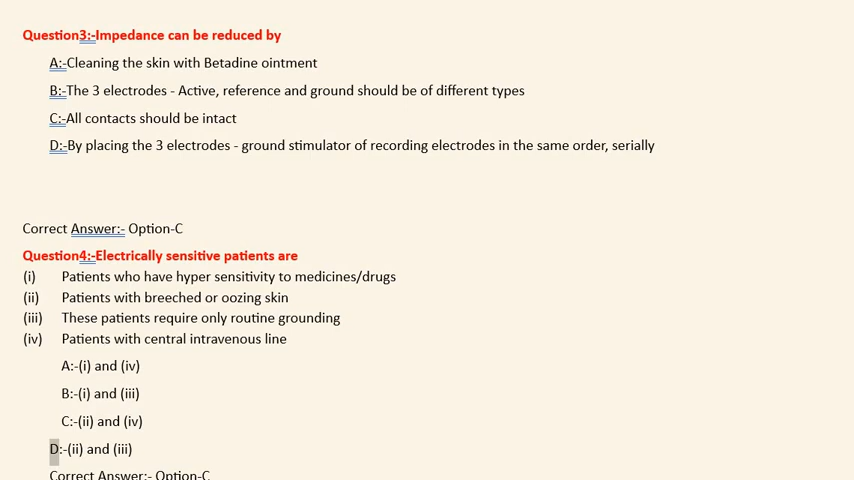 Question3:-Impedance can be reduced by
A:-Cleaning the skin with Betadine ointment
B:-The 3 electrodes - Active, reference and ground should be of different types
C:-All contacts should be intact
D:-By placing the 3 electrodes - ground stimulator of recording electrodes in the same order, serially
Correct Answer:- Option-C
Question4:-Electrically sensitive patients are
(i) Patients who have hyper sensitivity to medicines/drugs
(ii) Patients with breeched or oozing skin
(iii) These patients require only routine grounding
(iv) Patients with central intravenous line
A:-(i) and (iv)
B:-(i) and (iii)
C:-(ii) and (iv)
D:-(ii) and (iii)
Correct Answer:- Option-C